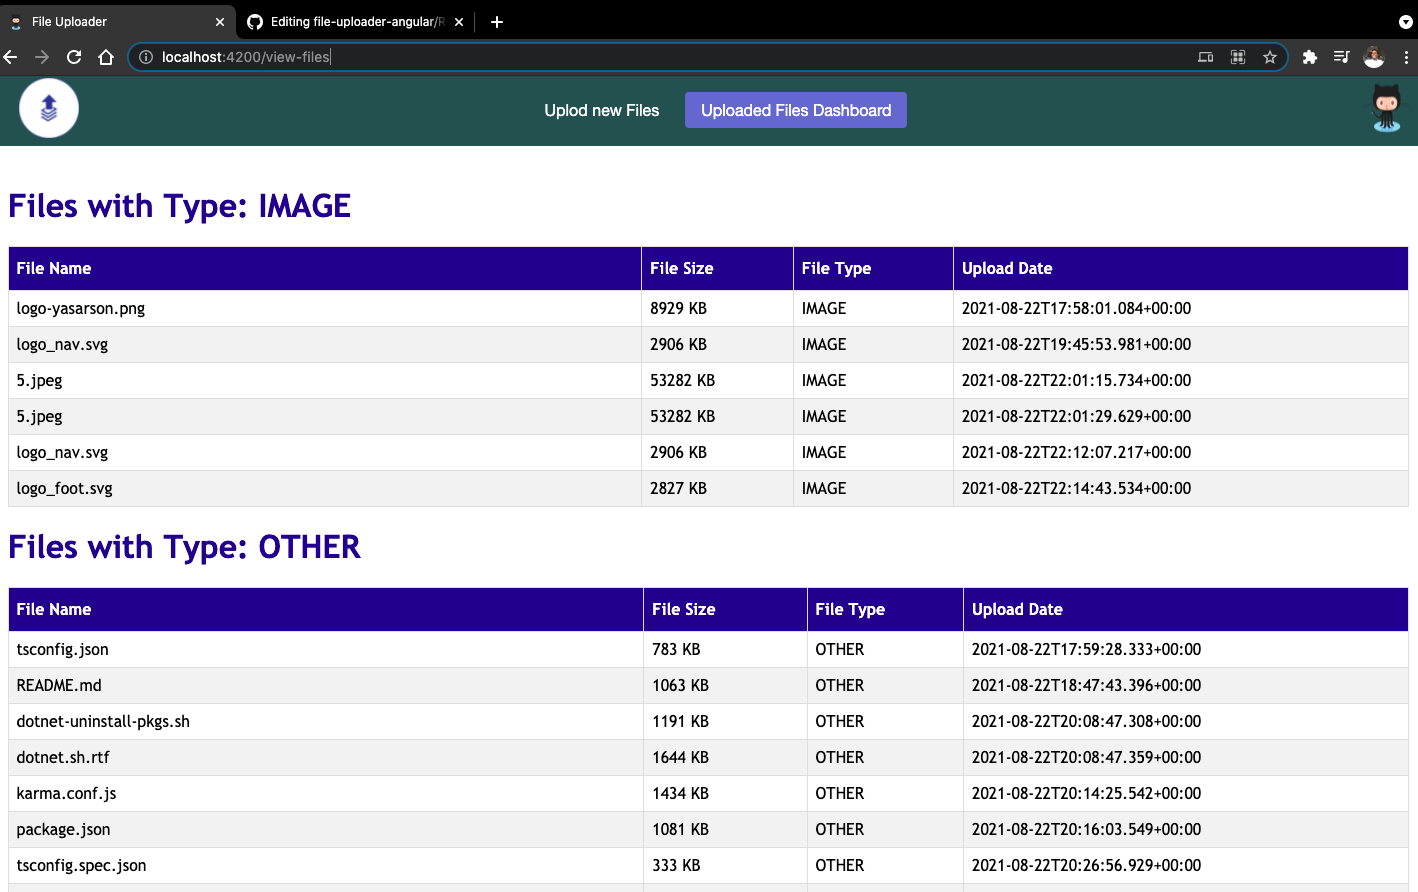 File Uploader
Editing file-uploader-angular/R
localhost:4200/view-files
Uplod new Files Uploaded Files Dashboard
Files with Type: IMAGE
File Name File Size File Type Upload Date
logo-yasarson.png 8929 KB IMAGE 2021-08-22T17:58:01.084+00:00
logo_nav.svg 2906 KB IMAGE 2021-08-22T19:45:53.981+00:00
5.jpeg 53282 KB IMAGE 2021-08-22T22:01:15.734+00:00
5.jpeg 53282 KB IMAGE 2021-08-22T22:01:29.629+00:00
logo_nav.svg 2906 KB IMAGE 2021-08-22T22:12:07.217+00:00
logo_foot.svg 2827 KB IMAGE 2021-08-22T22:14:43.534+00:00
Files with Type: OTHER
File Name File Size File Type Upload Date
tsconfig.json 783 KB OTHER 2021-08-22T17:59:28.333+00:00
README.md 1063 KB OTHER 2021-08-22T18:47:43.396+00:00
dotnet-uninstall-pkgs.sh 1191 KB OTHER 2021-08-22T20:08:47.308+00:00
dotnet.sh.rtf 1644 KB OTHER 2021-08-22T20:08:47.359+00:00
karma.conf.js 1434 KB OTHER 2021-08-22T20:14:25.542+00:00
package.json 1081 KB OTHER 2021-08-22T20:16:03.549+00:00
tsconfig.spec.json 333 KB OTHER 2021-08-22T20:26:56.929+00:00